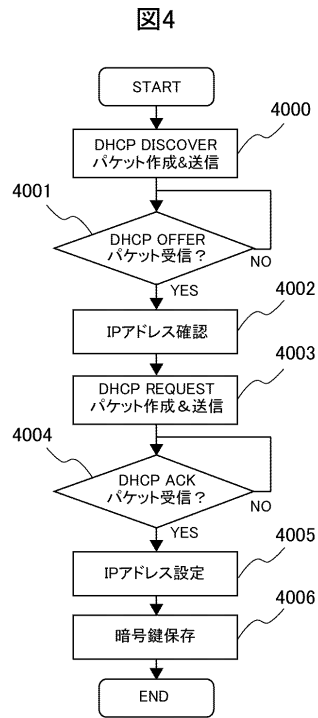 図4
START
4000
DHCP DISCOVER
パケット作成&送信
4001
DHCP OFFER
パケット受信？
NO
YES
4002
IPアドレス確認
4003
DHCP REQUEST
パケット作成＆送信
4004
DHCP ACK
パケット受信？
NO
YES
4005
IPアドレス設定
4006
暗号鍵保存
END